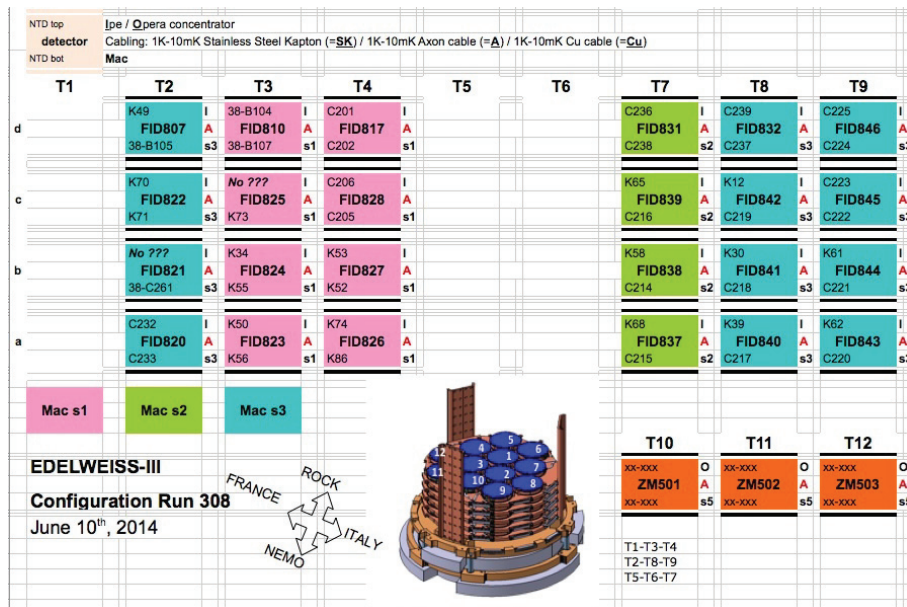 NTD top Ipe / Opera concentrator
detector Cabling: 1K-10mK Stainless Steel Kapton (=SK) / 1K-10mK Axon cable (=A) / 1K-10mK Cu cable (=Cu)
NTD bot Mac
T1 T2 T3 T4 T5 T6 T7 T8 T9
K49 I 38-B104 I C201 I C236 I C239 I C225 I
d FID807 A FID810 A FID817 A FID831 A FID832 A FID846 A
38-B105 s3 38-B107 s1 C202 s1 C238 s2 C237 s3 C224
K70 I No ??? I C206 I K65 I K12 I C223 I
c FID822 A FID825 A FID828 A FID839 A FID842 A FID845 A
K71 s3 K73 s1 C205 s1 C216 s2 C219 s3 C222
No ??? I K34 I K53 I K58 I K30 I K61 I
b FID821 A FID824 A FID827 A FID838 A FID841 A FID844 A
38-C261 s3 K55 s1 K52 s1 C214 s2 C218 s3 C221
C232 I K50 I K74 I K68 I K39 I K62 I
a FID820 A FID823 A FID826 A FID837 A FID840 A FID843 A
C233 s3 K56 s1 K86 s1 C215 s2 C217 s3 C220
Mac s1 Mac s2 Mac s3
T10 T11 T12
xx-xxx O xx-xxx O xx-xxx O
ZM501 A ZM502 A ZM503 A
xx-xxx s5 xx-xxx s5 xx-xxx
EDELWEISS-III
Configuration Run 308
June 10th, 2014
FRANCE
ROCK
ITALY
NEMO
5
4 6
12 1
3 7
11 2
10 8
9
T1-T3-T4
T2-T8-T9
T5-T6-T7